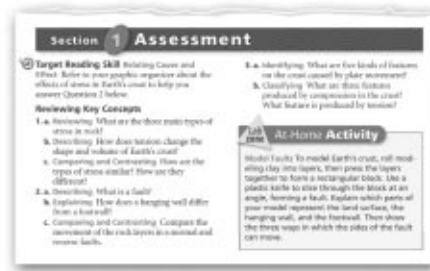 Section 1 Assessment
Target Reading Skill Relating Cause and
Effect Refer to your graphic organizer about the
effects of stress in Earth's crust to help you
answer Question 2 below.
Reviewing Key Concepts
1. a. Reviewing What are the three main types of
stress in rock?
b. Describing How does tension change the
shape and volume of Earth's crust?
c. Comparing and Contrasting How are the
types of stress similar? How are they
different?
2. a. Describing What is a fault?
b. Explaining How does a hanging wall differ
from a footwall?
c. Comparing and Contrasting Compare the
movement of the rock layers in a normal and
reverse faults.
3. a. Identifying What are five kinds of features
on the crust caused by plate movement?
b. Classifying What are three features
produced by compression in the crust?
What feature is produced by tension?
Lab zone At-Home Activity
Model Faults To model Earth's crust, roll mod-
eling clay into layers, then press the layers
together to form a rectangular block. Use a
plastic knife to slice through the block at an
angle, forming a fault. Explain which parts of
your model represent the land surface, the
hanging wall, and the footwall. Then show
the three ways in which the sides of the fault
can move.